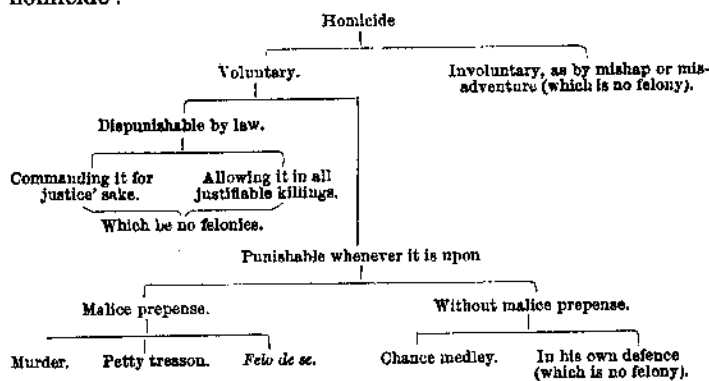 homicide:
Homicide
Voluntary.
Involuntary, as by mishap or mis-
adventure (which is no felony).
Dispunishable by law.
Commanding it for
justice' sake.
Allowing it in all
justifiable killings.
Which be no felonies.
Punishable whenever it is upon
Malice prepense.
Without malice prepense.
Murder.
Petty treason.
Felo de se.
Chance medley.
In his own defence
(which is no felony).